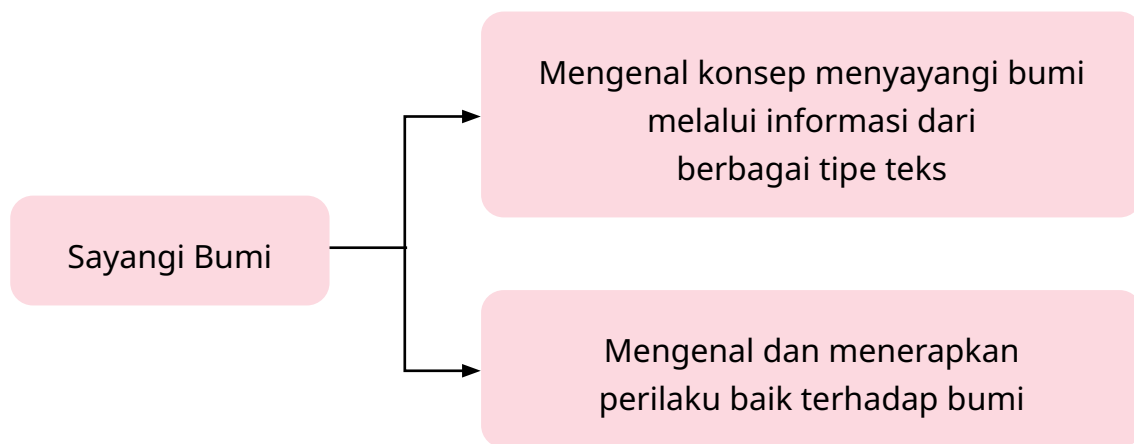 Sayangi Bumi
Mengenal konsep menyayangi bumi
melalui informasi dari
berbagai tipe teks
Mengenal dan menerapkan
perilaku baik terhadap bumi